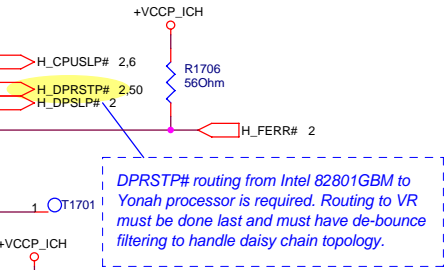 +VCCP_ICH
H_CPUSLP# 2,6
R1706
56Ohm
H_DPRSTP# 2,50
H_DPSLP# 2
H_FERR# 2
DPRSTP# routing from Intel 82801GBM to
Yonah processor is required. Routing to VR
must be done last and must have de-bounce
filtering to handle daisy chain topology.
1 T1701
+VCCP_ICH